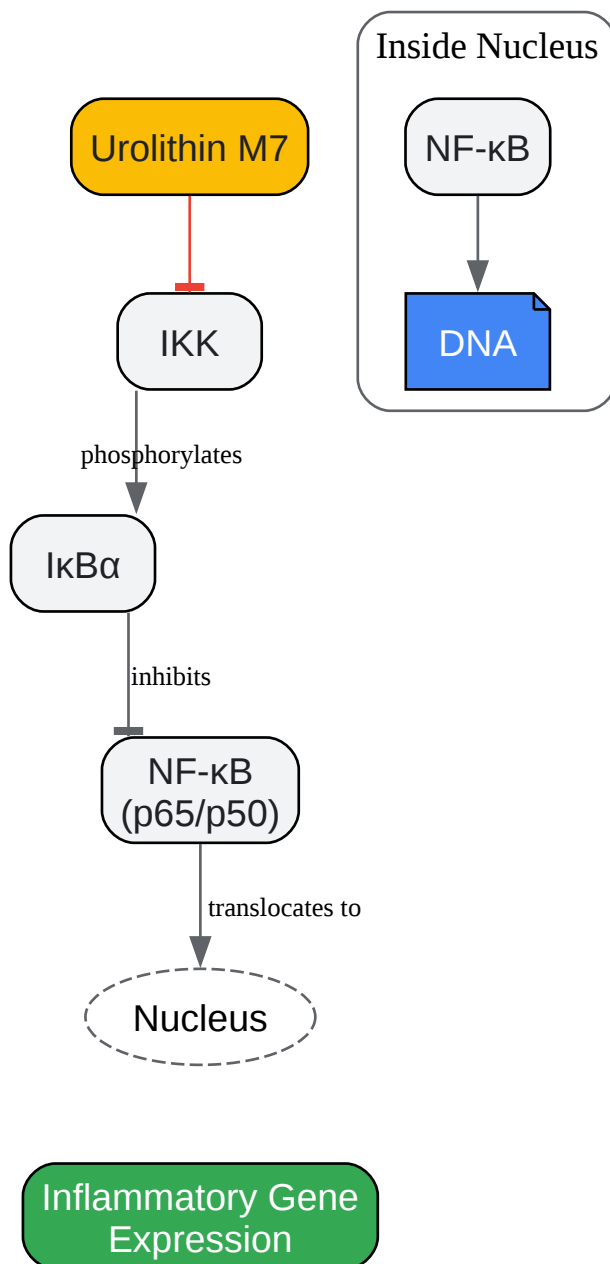 Inside Nucleus
Urolithin M7
NF-κB
IKK
DNA
phosphorylates
IκBα
inhibits
NF-κB
(p65/p50)
translocates to
Nucleus
Inflammatory Gene
Expression